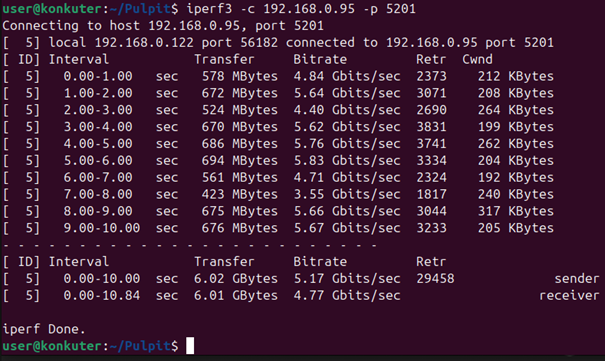 user@konkuter:~/Pulpit$ iperf3 -c 192.168.0.95 -p 5201
Connecting to host 192.168.0.95, port 5201
[  5] local 192.168.0.122 port 56182 connected to 192.168.0.95 port 5201
[ ID] Interval           Transfer     Bitrate         Retr  Cwnd
[  5]   0.00-1.00   sec   578 MBytes  4.84 Gbits/sec  2373    212 KBytes
[  5]   1.00-2.00   sec   672 MBytes  5.64 Gbits/sec  3071    208 KBytes
[  5]   2.00-3.00   sec   524 MBytes  4.40 Gbits/sec  2690    264 KBytes
[  5]   3.00-4.00   sec   670 MBytes  5.62 Gbits/sec  3831    199 KBytes
[  5]   4.00-5.00   sec   686 MBytes  5.76 Gbits/sec  3741    262 KBytes
[  5]   5.00-6.00   sec   694 MBytes  5.83 Gbits/sec  3334    204 KBytes
[  5]   6.00-7.00   sec   561 MBytes  4.71 Gbits/sec  2324    192 KBytes
[  5]   7.00-8.00   sec   423 MBytes  3.55 Gbits/sec  1817    240 KBytes
[  5]   8.00-9.00   sec   675 MBytes  5.66 Gbits/sec  3044    317 KBytes
[  5]   9.00-10.00  sec   676 MBytes  5.67 Gbits/sec  3233    205 KBytes
- - - - - - - - - - - - - - - - - - - - - - - - -
[ ID] Interval           Transfer     Bitrate         Retr
[  5]   0.00-10.00  sec  6.02 GBytes  5.17 Gbits/sec  29458             sender
[  5]   0.00-10.84  sec  6.01 GBytes  4.77 Gbits/sec                  receiver

iperf Done.
user@konkuter:~/Pulpit$